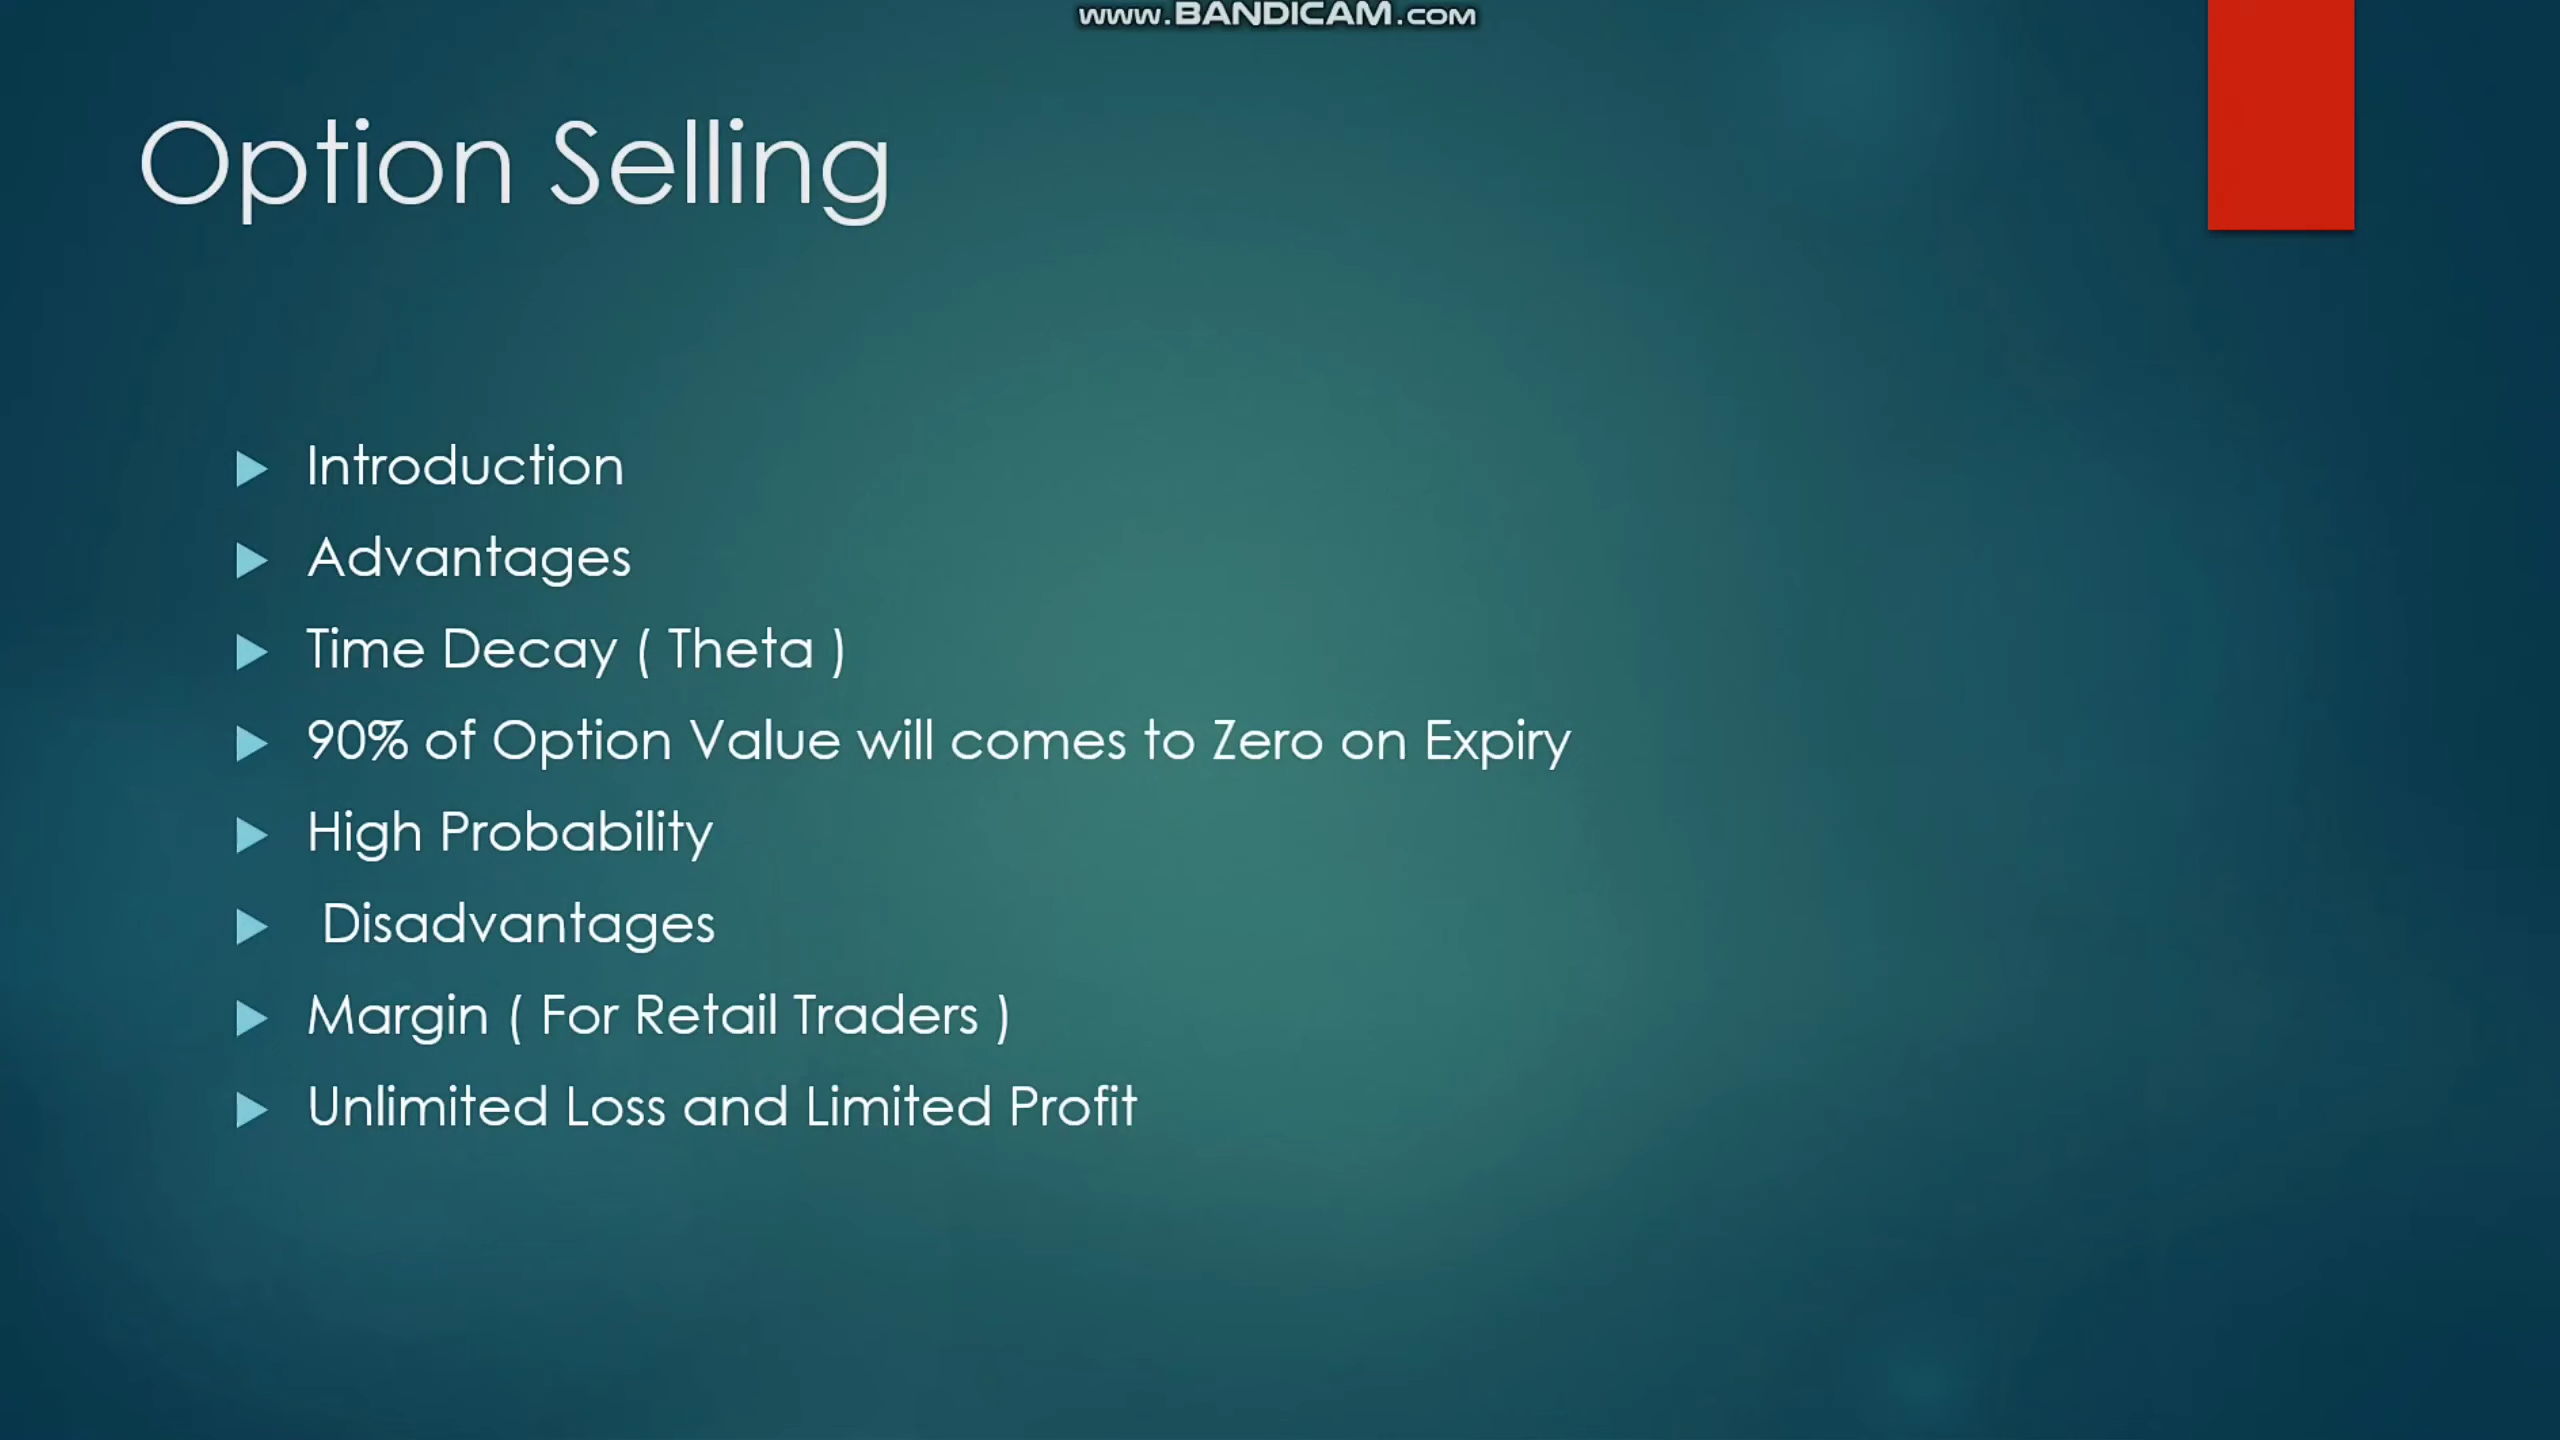 www.BANDICAM.com
Option Selling
Introduction
Advantages
Time Decay ( Theta )
90% of Option Value will comes to Zero on Expiry
High Probability
Disadvantages
Margin ( For Retail Traders )
Unlimited Loss and Limited Profit